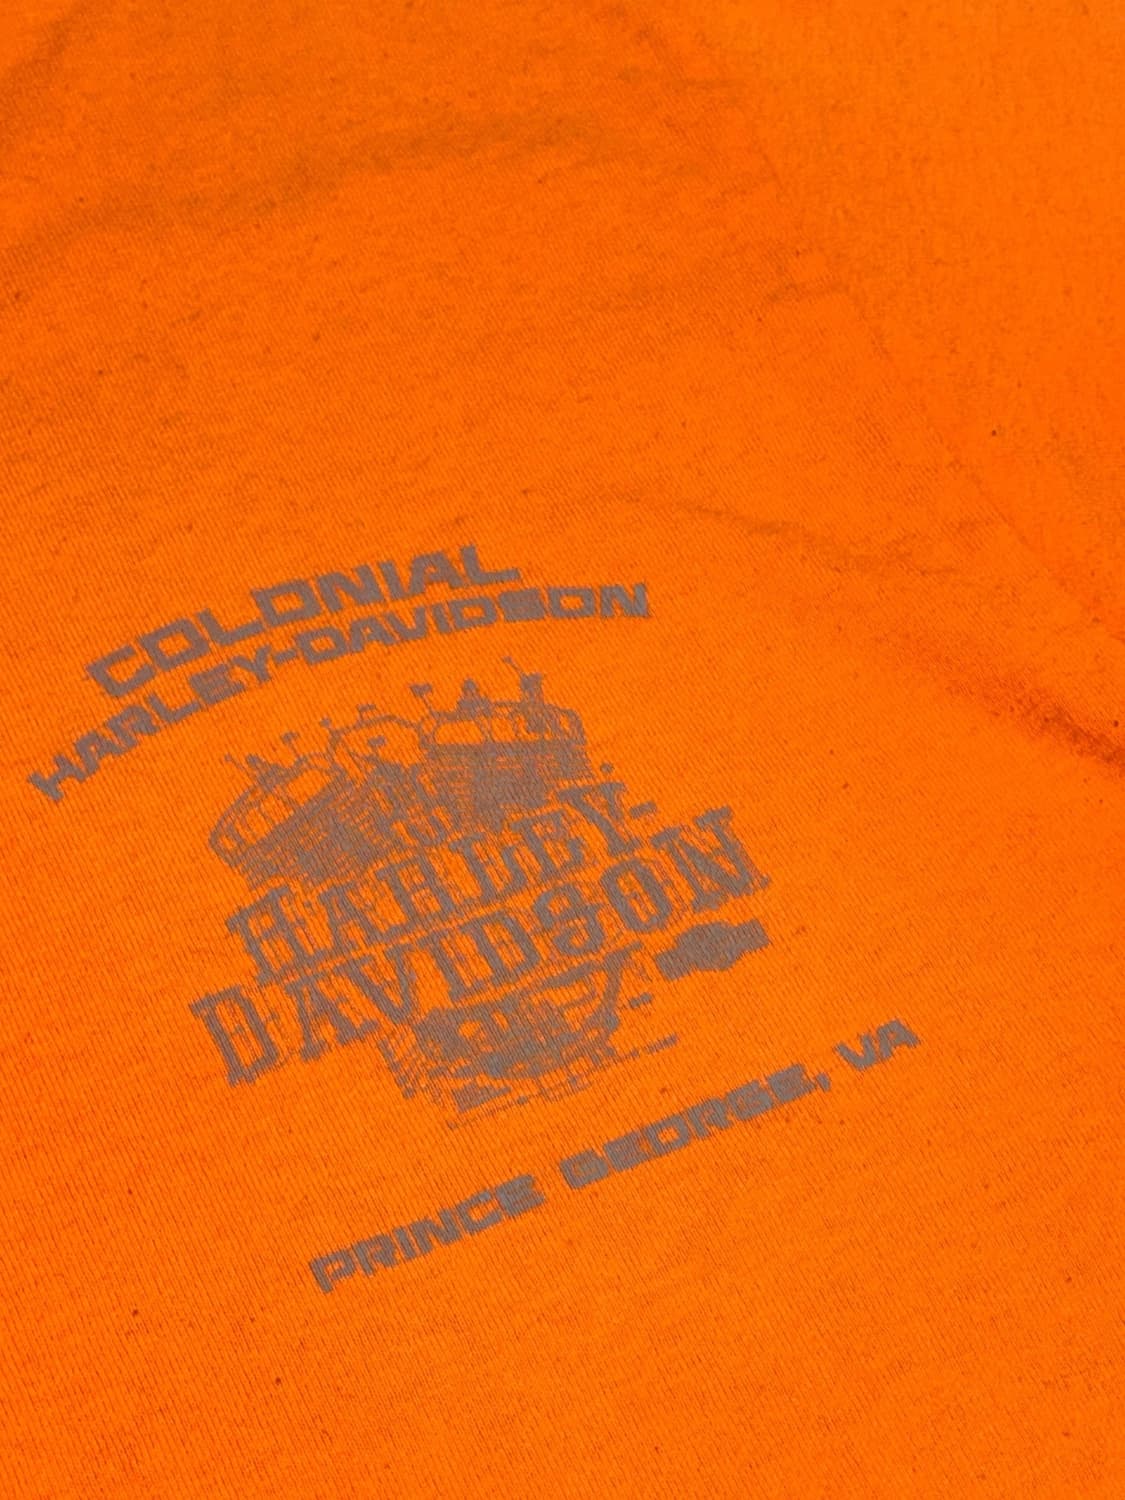 COLONIAL
HARLEY-DAVIDSON
HARLEY-
DAVIDSON
PRINCE GEORGE, VA